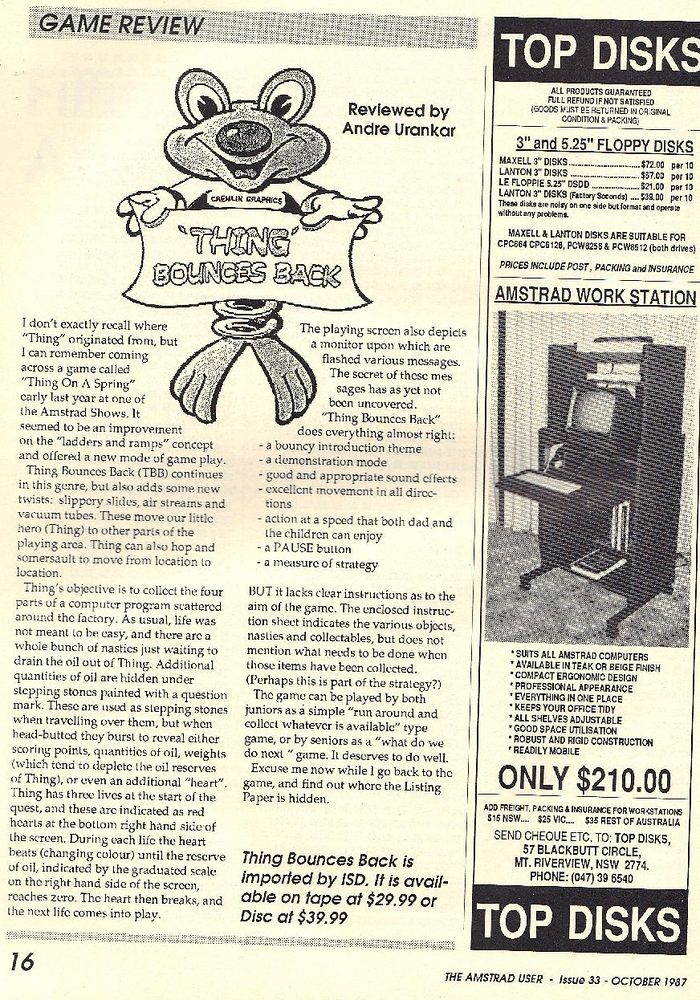 GAME REVIEW
Reviewed by
Andre Urankar
GREMLIN GRAPHICS
'THING'
BOUNCES BACK
I don't exactly recall where
"Thing" originated from, but
I can remember coming
across a game called
"Thing On A Spring"
early last year at one of
the Amstrad Shows. It
seemed to be an improvement
on the "ladders and ramps" concept
and offered a new mode of game play.
Thing Bounces Back (TBB) continues
in this genre, but also adds some new
twists: slippery slides, air streams and
vacuum tubes. These move our little
hero (Thing) to other parts of the
playing area. Thing can also hop and
somersault to move from location to
location.
Thing's objective is to collect the four
parts of a computer program scattered
around the factory. As usual, life was
not meant to be easy, and there are a
whole bunch of nasties just waiting to
drain the oil out of Thing. Additional
quantities of oil are hidden under
stepping stones painted with a question
mark. These are used as stepping stones
when travelling over them, but when
head-butted they burst to reveal either
scoring points, quantities of oil, weights
(which tend to deplete the oil reserves
of Thing), or even an additional "heart".
Thing has three lives at the start of the
quest, and these are indicated as red
hearts at the bottom right hand side of
the screen. During each life the heart
beats (changing colour) until the reserve
of oil, indicated by the graduated scale
on the right hand side of the screen,
reaches zero. The heart then breaks, and
the next life comes into play.
The playing screen also depicts
a monitor upon which are
flashed various messages.
The secret of these mes
sages has as yet not
been uncovered.
"Thing Bounces Back"
does everything almost right:
- a bouncy introduction theme
- a demonstration mode
- good and appropriate sound effects
- excellent movement in all direc-
tions
- action at a speed that both dad and
the children can enjoy
- a PAUSE button
- a measure of strategy
BUT it lacks clear instructions as to the
aim of the game. The enclosed instruc-
tion sheet indicates the various objects,
nasties and collectables, but does not
mention what needs to be done when
those items have been collected.
(Perhaps this is part of the strategy?)
The game can be played by both
juniors as a simple "run around and
collect whatever is available" type
game, or by seniors as a "what do we
do next " game. It deserves to do well.
Excuse me now while I go back to the
game, and find out where the Listing
Paper is hidden.
Thing Bounces Back is
imported by ISD. It is avail-
able on tape at $29.99 or
Disc at $39.99
TOP DISKS
ALL PRODUCTS GUARANTEED
FULL REFUND IF NOT SATISFIED
(GOODS MUST BE RETURNED IN ORIGINAL
CONDITION & PACKING)
3" and 5.25" FLOPPY DISKS
MAXELL 3" DISKS ........................ $72.00 per 10
LANTON 3" DISKS ........................ $57.00 per 10
LE FLOPPIE 5.25" DSDD .................. $21.00 per 10
LANTON 3" DISKS (Factory Seconds) .... $39.00 per 10
These disks are noisy on one side but format and operate
without any problems.
MAXELL & LANTON DISKS ARE SUITABLE FOR
CPC664 CPC6128, PCW8256 & PCW8512 (both drives)
PRICES INCLUDE POST, PACKING and INSURANCE
AMSTRAD WORK STATION
* SUITS ALL AMSTRAD COMPUTERS
* AVAILABLE IN TEAK OR BEIGE FINISH
* COMPACT ERGONOMIC DESIGN
* PROFESSIONAL APPEARANCE
* EVERYTHING IN ONE PLACE
* KEEPS YOUR OFFICE TIDY
* ALL SHELVES ADJUSTABLE
* GOOD SPACE UTILISATION
* ROBUST AND RIGID CONSTRUCTION
* READILY MOBILE
ONLY $210.00
ADD FREIGHT, PACKING & INSURANCE FOR WORKSTATIONS
$15 NSW.... $25 VIC.... $35 REST OF AUSTRALIA
SEND CHEQUE ETC. TO: TOP DISKS,
57 BLACKBUTT CIRCLE,
MT. RIVERVIEW, NSW 2774.
PHONE: (047) 39 6540
TOP DISKS
16
THE AMSTRAD USER - Issue 33 - OCTOBER 1987